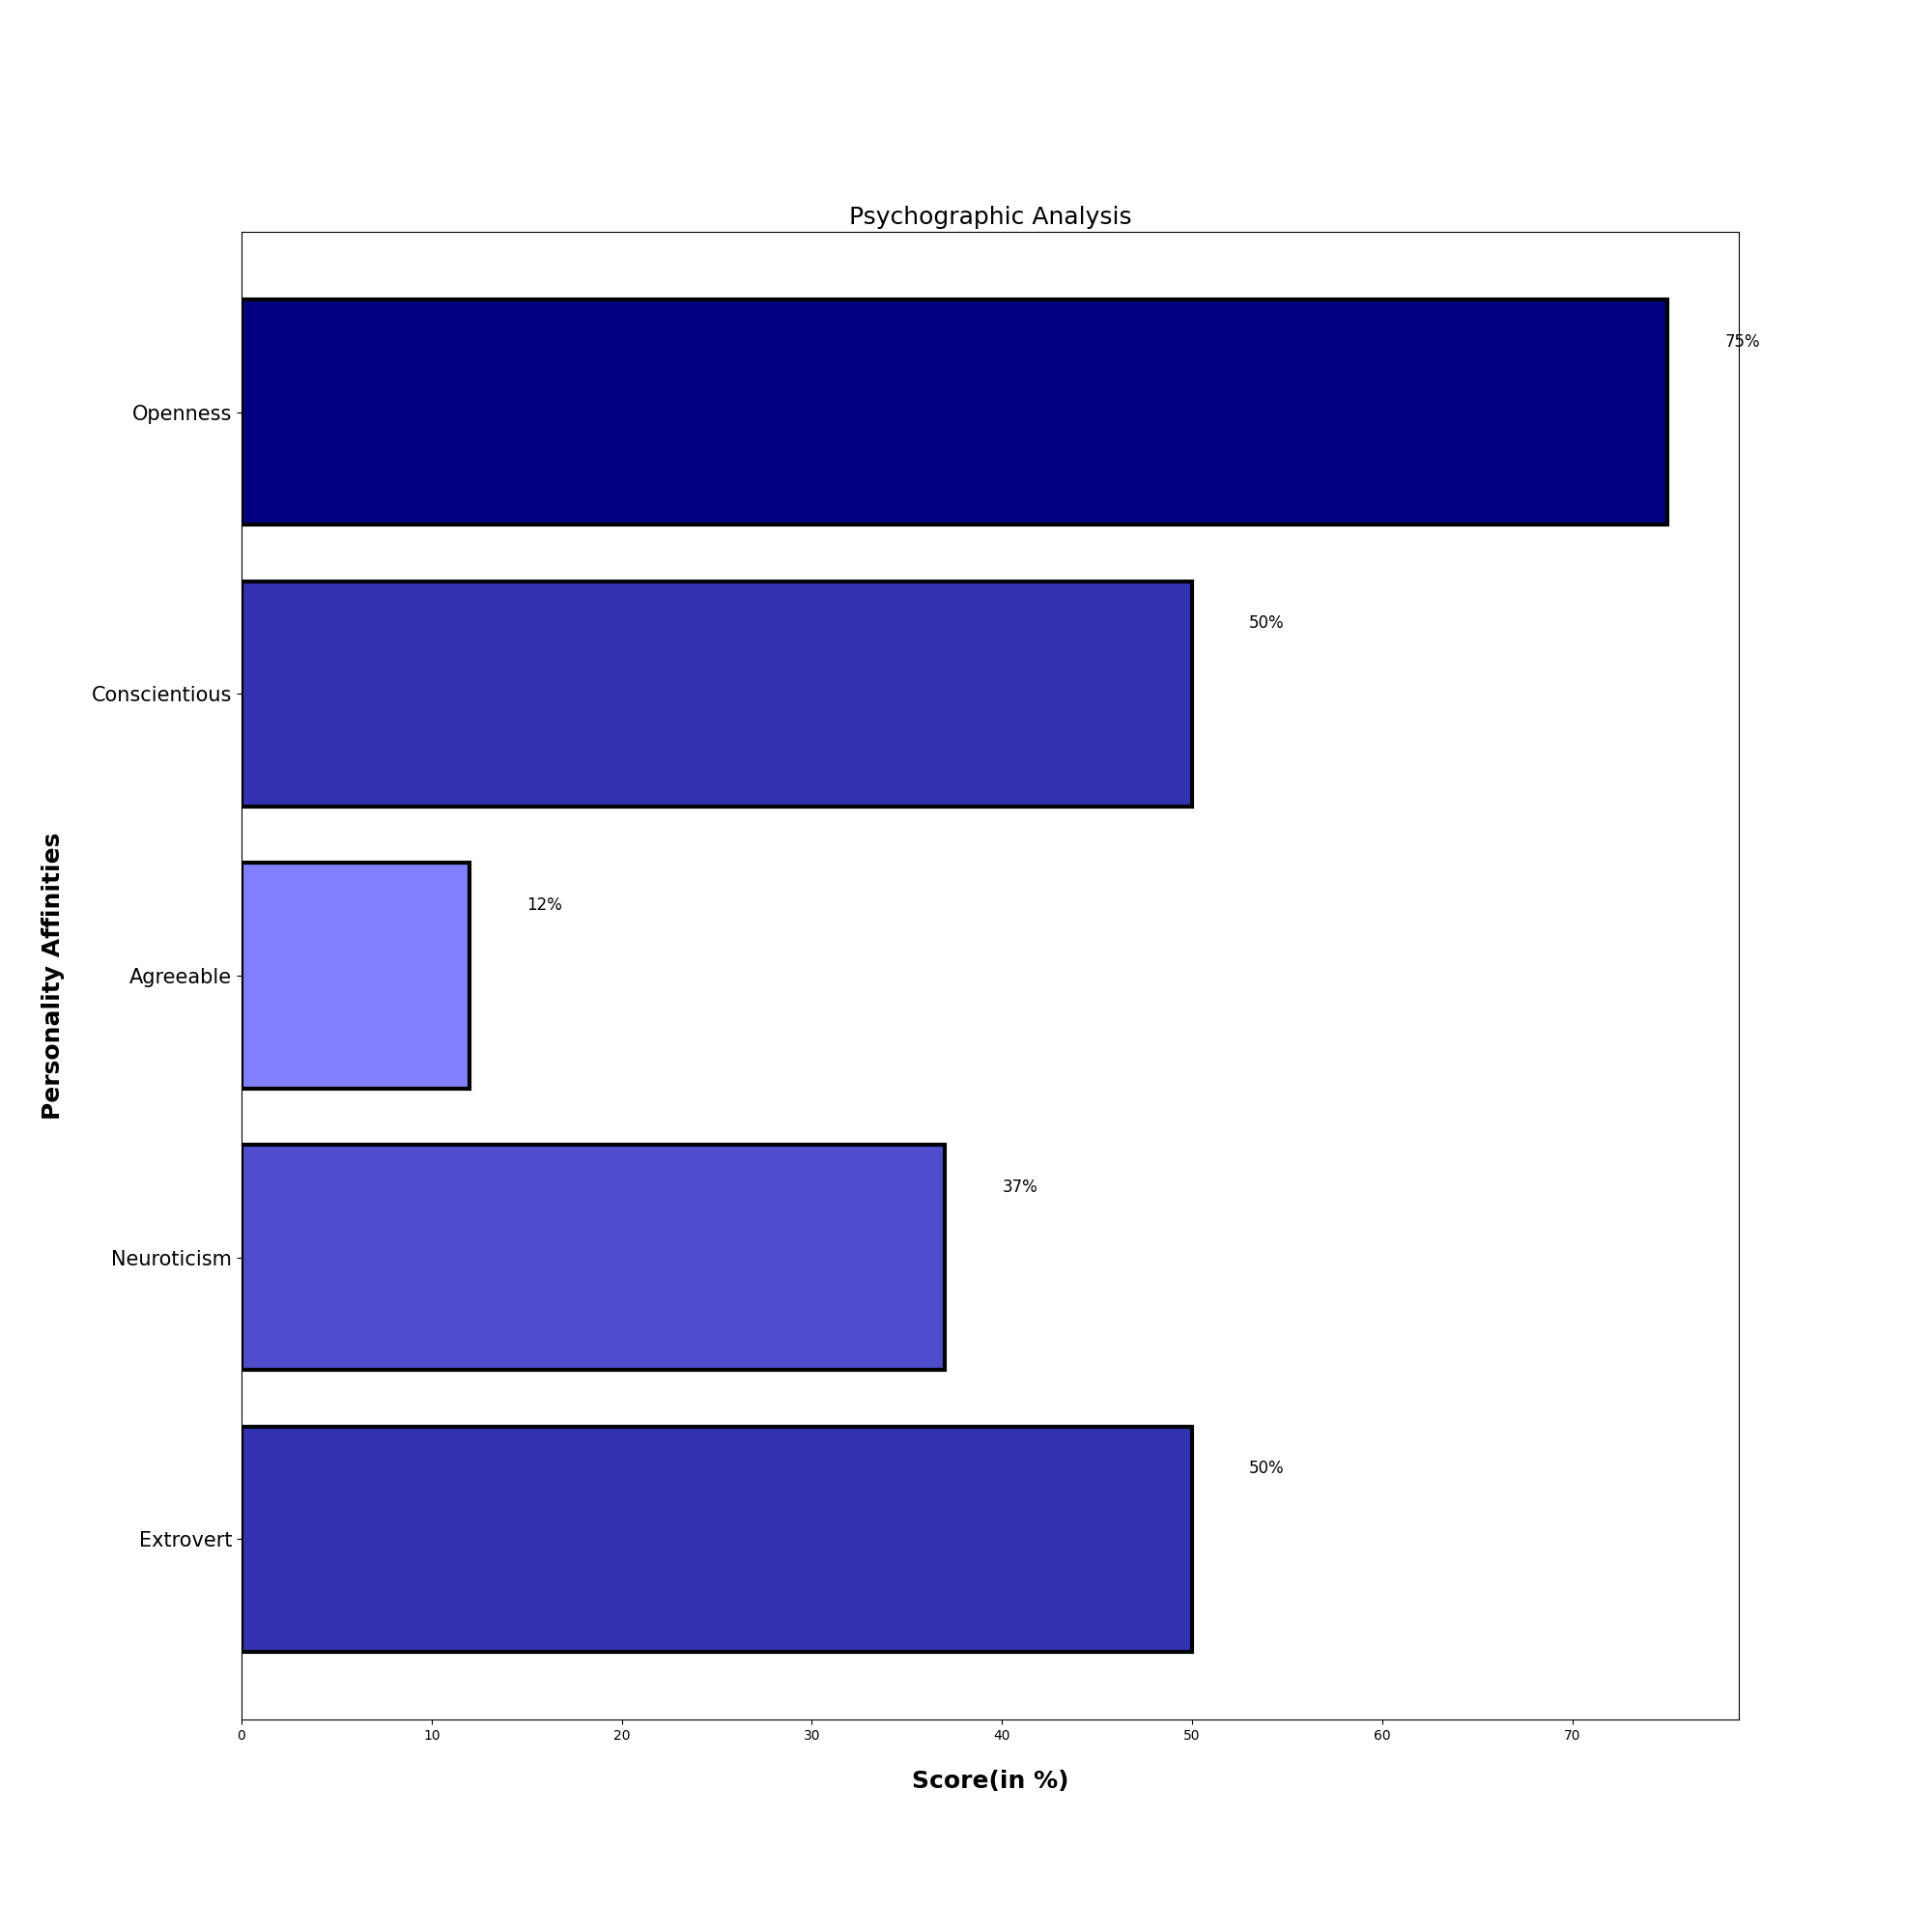 Psychographic Analysis
75%
Openness
50%
Conscientious
12%
Agreeable
Personality Affinities
37%
Neuroticism
50%
Extrovert
0 10 20 30 40 50 60 70
Score(in %)